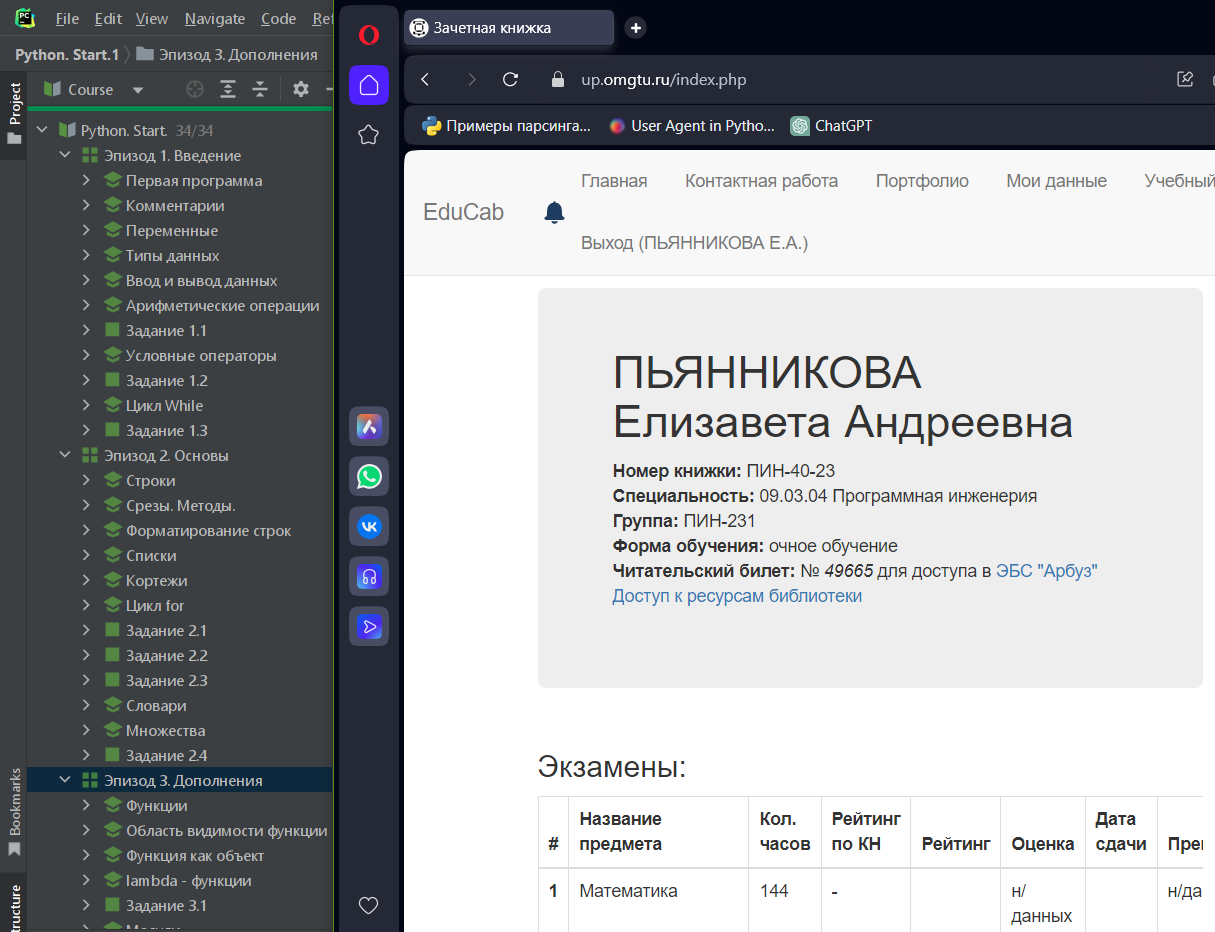 File Edit View Navigate Code Ref
Python. Start.1 Эпизод 3. Дополнения
Project
Course
Python. Start. 34/34
Эпизод 1. Введение
Первая программа
Комментарии
Переменные
Типы данных
Ввод и вывод данных
Арифметические операции
Задание 1.1
Условные операторы
Задание 1.2
Цикл While
Задание 1.3
Эпизод 2. Основы
Строки
Срезы. Методы.
Форматирование строк
Списки
Кортежи
Цикл for
Задание 2.1
Задание 2.2
Задание 2.3
Словари
Множества
Задание 2.4
Эпизод 3. Дополнения
Функции
Область видимости функции
Функция как объект
lambda - функции
Задание 3.1
Bookmarks
ructure
Зачетная книжка
up.omgtu.ru/index.php
Примеры парсинга... User Agent in Pytho... ChatGPT
EduCab
Главная Контактная работа Портфолио Мои данные Учебный
Выход (ПЬЯННИКОВА Е.А.)
ПЬЯННИКОВА
Елизавета Андреевна
Номер книжки: ПИН-40-23
Специальность: 09.03.04 Программная инженерия
Группа: ПИН-231
Форма обучения: очное обучение
Читательский билет: № 49665 для доступа в ЭБС "Арбуз"
Доступ к ресурсам библиотеки
Экзамены:
# Название предмета Кол. часов Рейтинг по КН Рейтинг Оценка Дата сдачи Пре
1 Математика 144 - н/данных н/да